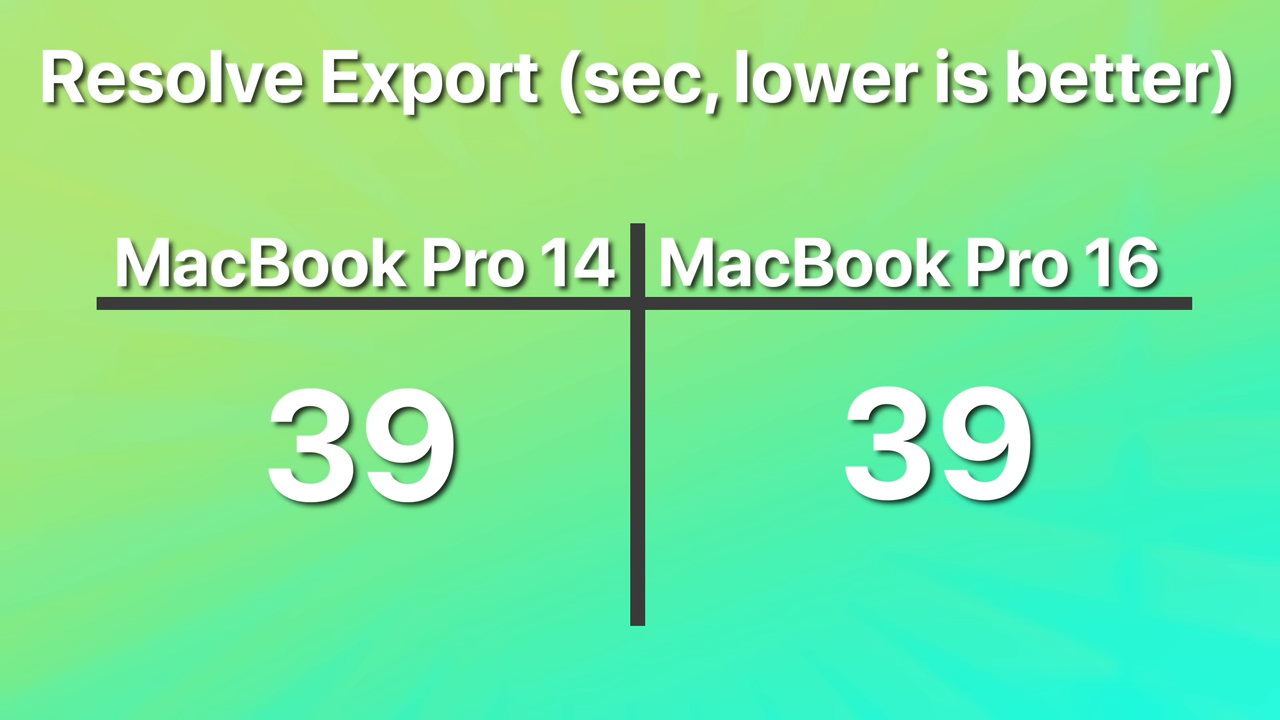 Resolve Export (sec, lower is better)
MacBook Pro 14 MacBook Pro 16
39 39